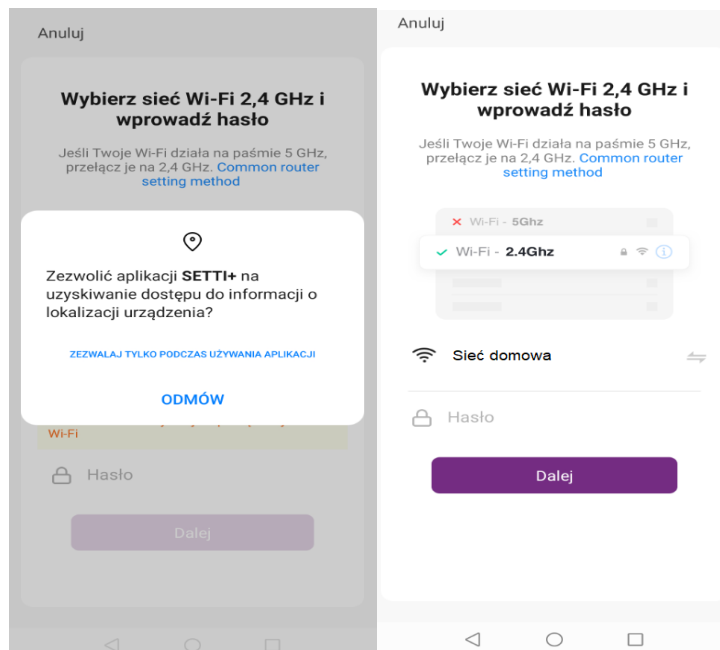 Anuluj
Wybierz sieć Wi-Fi 2,4 GHz i
wprowadź hasło
Jeśli Twoje Wi-Fi działa na paśmie 5 GHz,
przełącz je na 2,4 GHz. Common router
setting method
Zezwolić aplikacji SETTI+ na
uzyskiwanie dostępu do informacji o
lokalizacji urządzenia?
ZEZWALAJ TYLKO PODCZAS UŻYWANIA APLIKACJI
ODMÓW
Wi-Fi
Hasło
Dalej
Anuluj
Wybierz sieć Wi-Fi 2,4 GHz i
wprowadź hasło
Jeśli Twoje Wi-Fi działa na paśmie 5 GHz,
przełącz je na 2,4 GHz. Common router
setting method
Wi-Fi - 5Ghz
Wi-Fi - 2.4Ghz
Sieć domowa
Hasło
Dalej